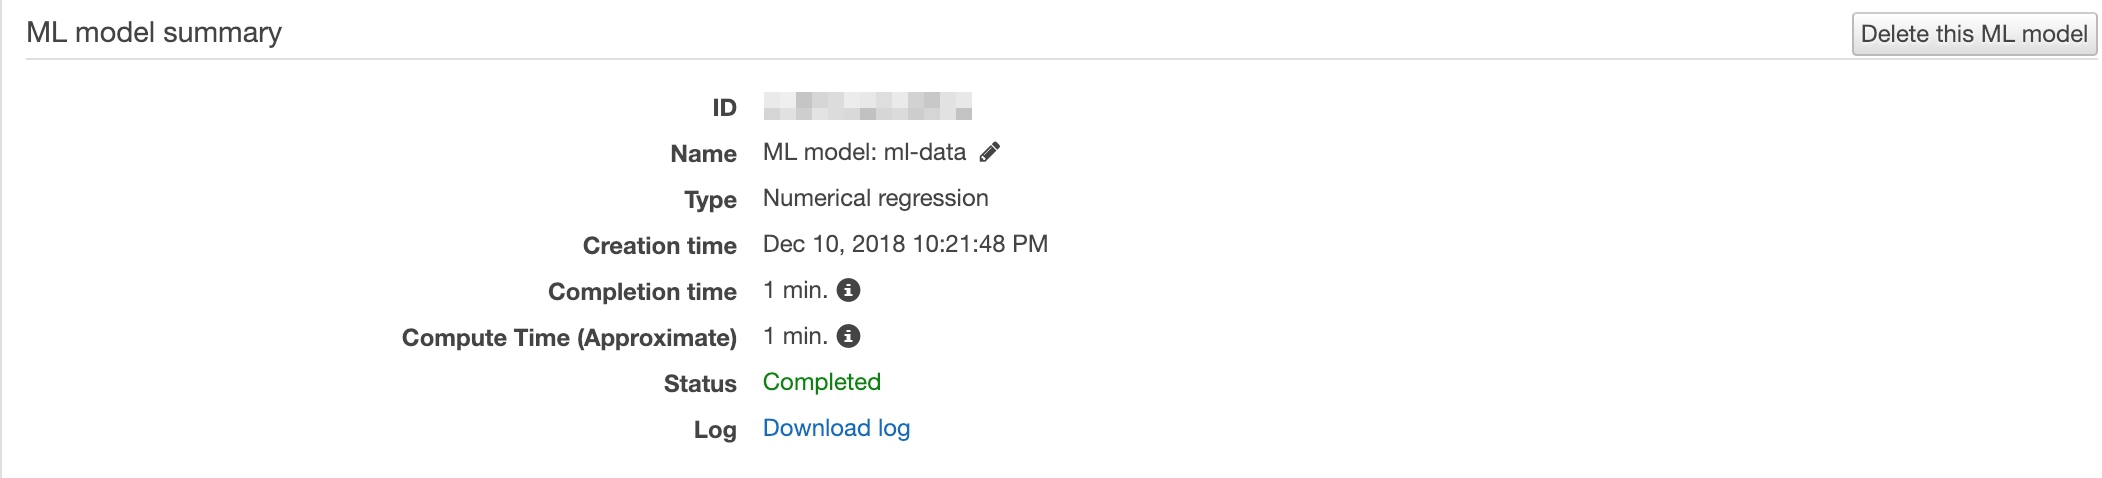 ML model summary
Delete this ML model
ID
Name ML model: ml-data
Type Numerical regression
Creation time Dec 10, 2018 10:21:48 PM
Completion time 1 min.
Compute Time (Approximate) 1 min.
Status Completed
Log Download log